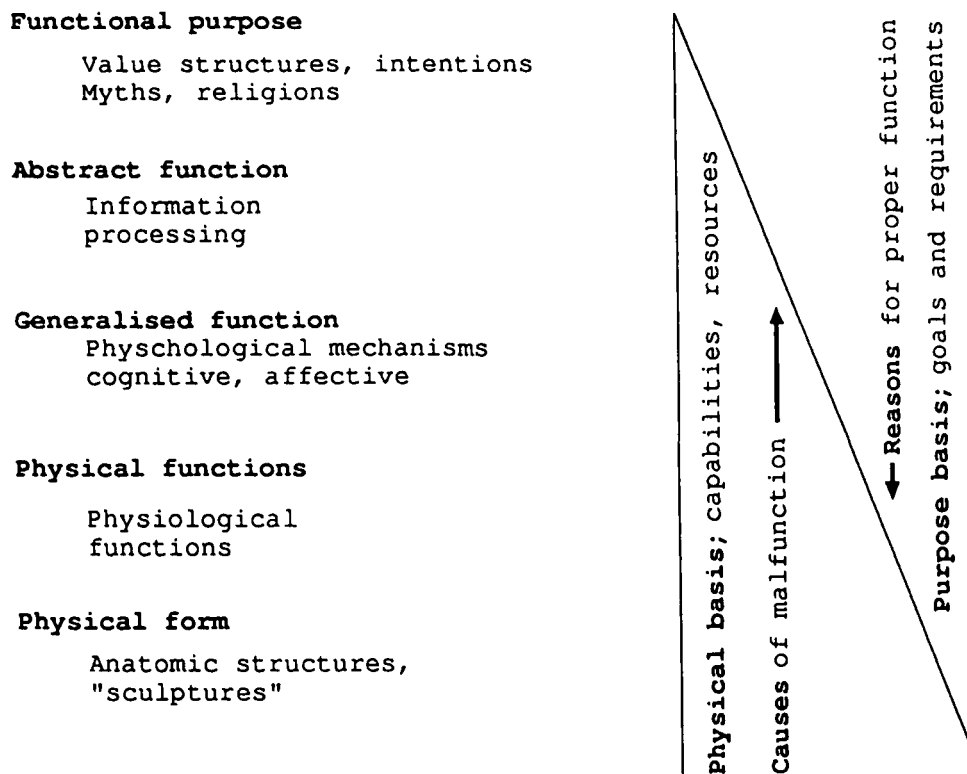 Functional purpose
Value structures, intentions
Myths, religions
Abstract function
Information
processing
Generalised function
Physchological mechanisms
cognitive, affective
Physical functions
Physiological
functions
Physical form
Anatomic structures,
"sculptures"
Physical basis; capabilities, resources
Causes of malfunction
Reasons for proper function
Purpose basis; goals and requirements